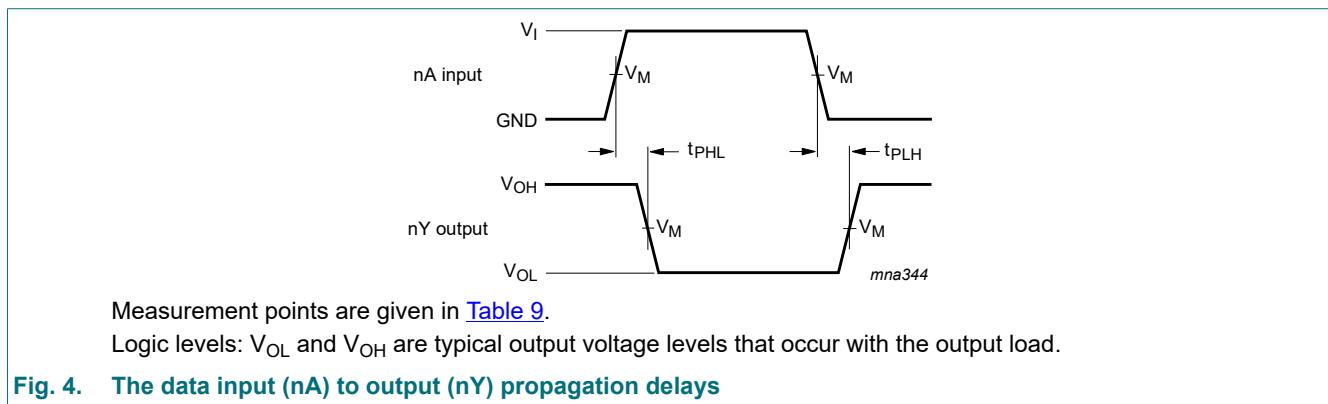 V_I
nA input
V_M
V_M
GND
t_PHL
t_PLH
V_OH
nY output
V_M
V_M
V_OL
mna344
Measurement points are given in Table 9.
Logic levels: V_OL and V_OH are typical output voltage levels that occur with the output load.
Fig. 4. The data input (nA) to output (nY) propagation delays